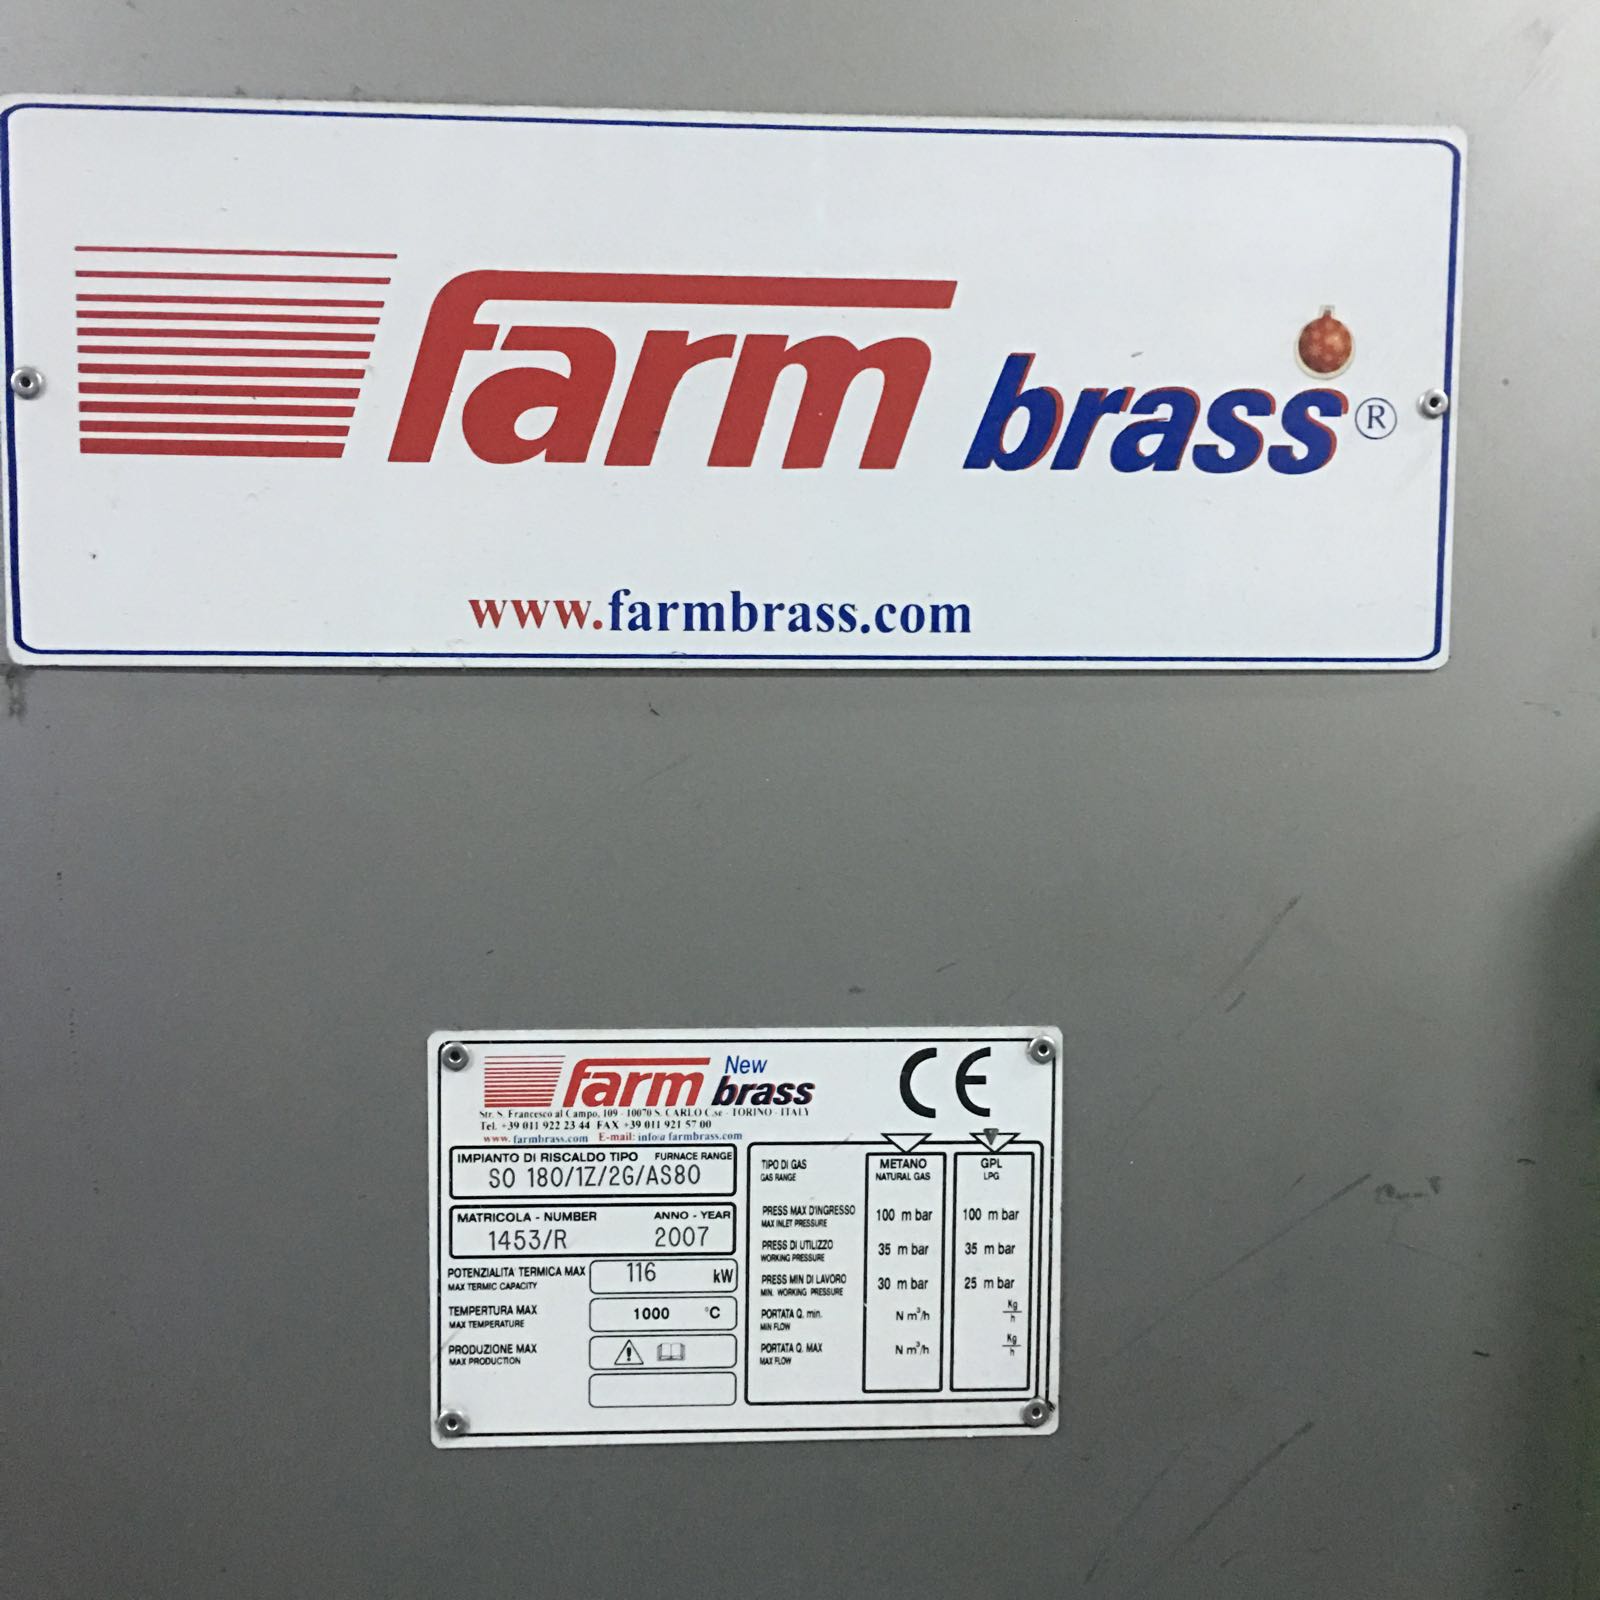 farm brass®
www.farmbrass.com
farm New brass CE
Str. S. Francesco al Campo, 109 - 10070 S. CARLO C.se - TORINO - ITALY
Tel. +39 011 922 23 44 FAX +39 011 921 57 00
www.farmbrass.com E-mail: info@farmbrass.com
IMPIANTO DI RISCALDO TIPO FURNACE RANGE
SO 180/1Z/2G/AS80
MATRICOLA - NUMBER ANNO - YEAR
1453/R 2007
POTENZIALITA' TERMICA MAX 116 kW
MAX TERMIC CAPACITY
TEMPERTURA MAX 1000 °C
MAX TEMPERATURE
PRODUZIONE MAX
MAX PRODUCTION
TIPO DI GAS METANO GPL
GAS RANGE NATURAL GAS LPG
PRESS MAX D'INGRESSO 100 m bar 100 m bar
MAX INLET PRESSURE
PRESS DI UTILIZZO 35 m bar 35 m bar
WORKING PRESSURE
PRESS MIN DI LAVORO 30 m bar 25 m bar
MIN. WORKING PRESSURE
PORTATA Q. min. N m³/h Kg/h
MIN FLOW
PORTATA Q. MAX N m³/h Kg/h
MAX FLOW